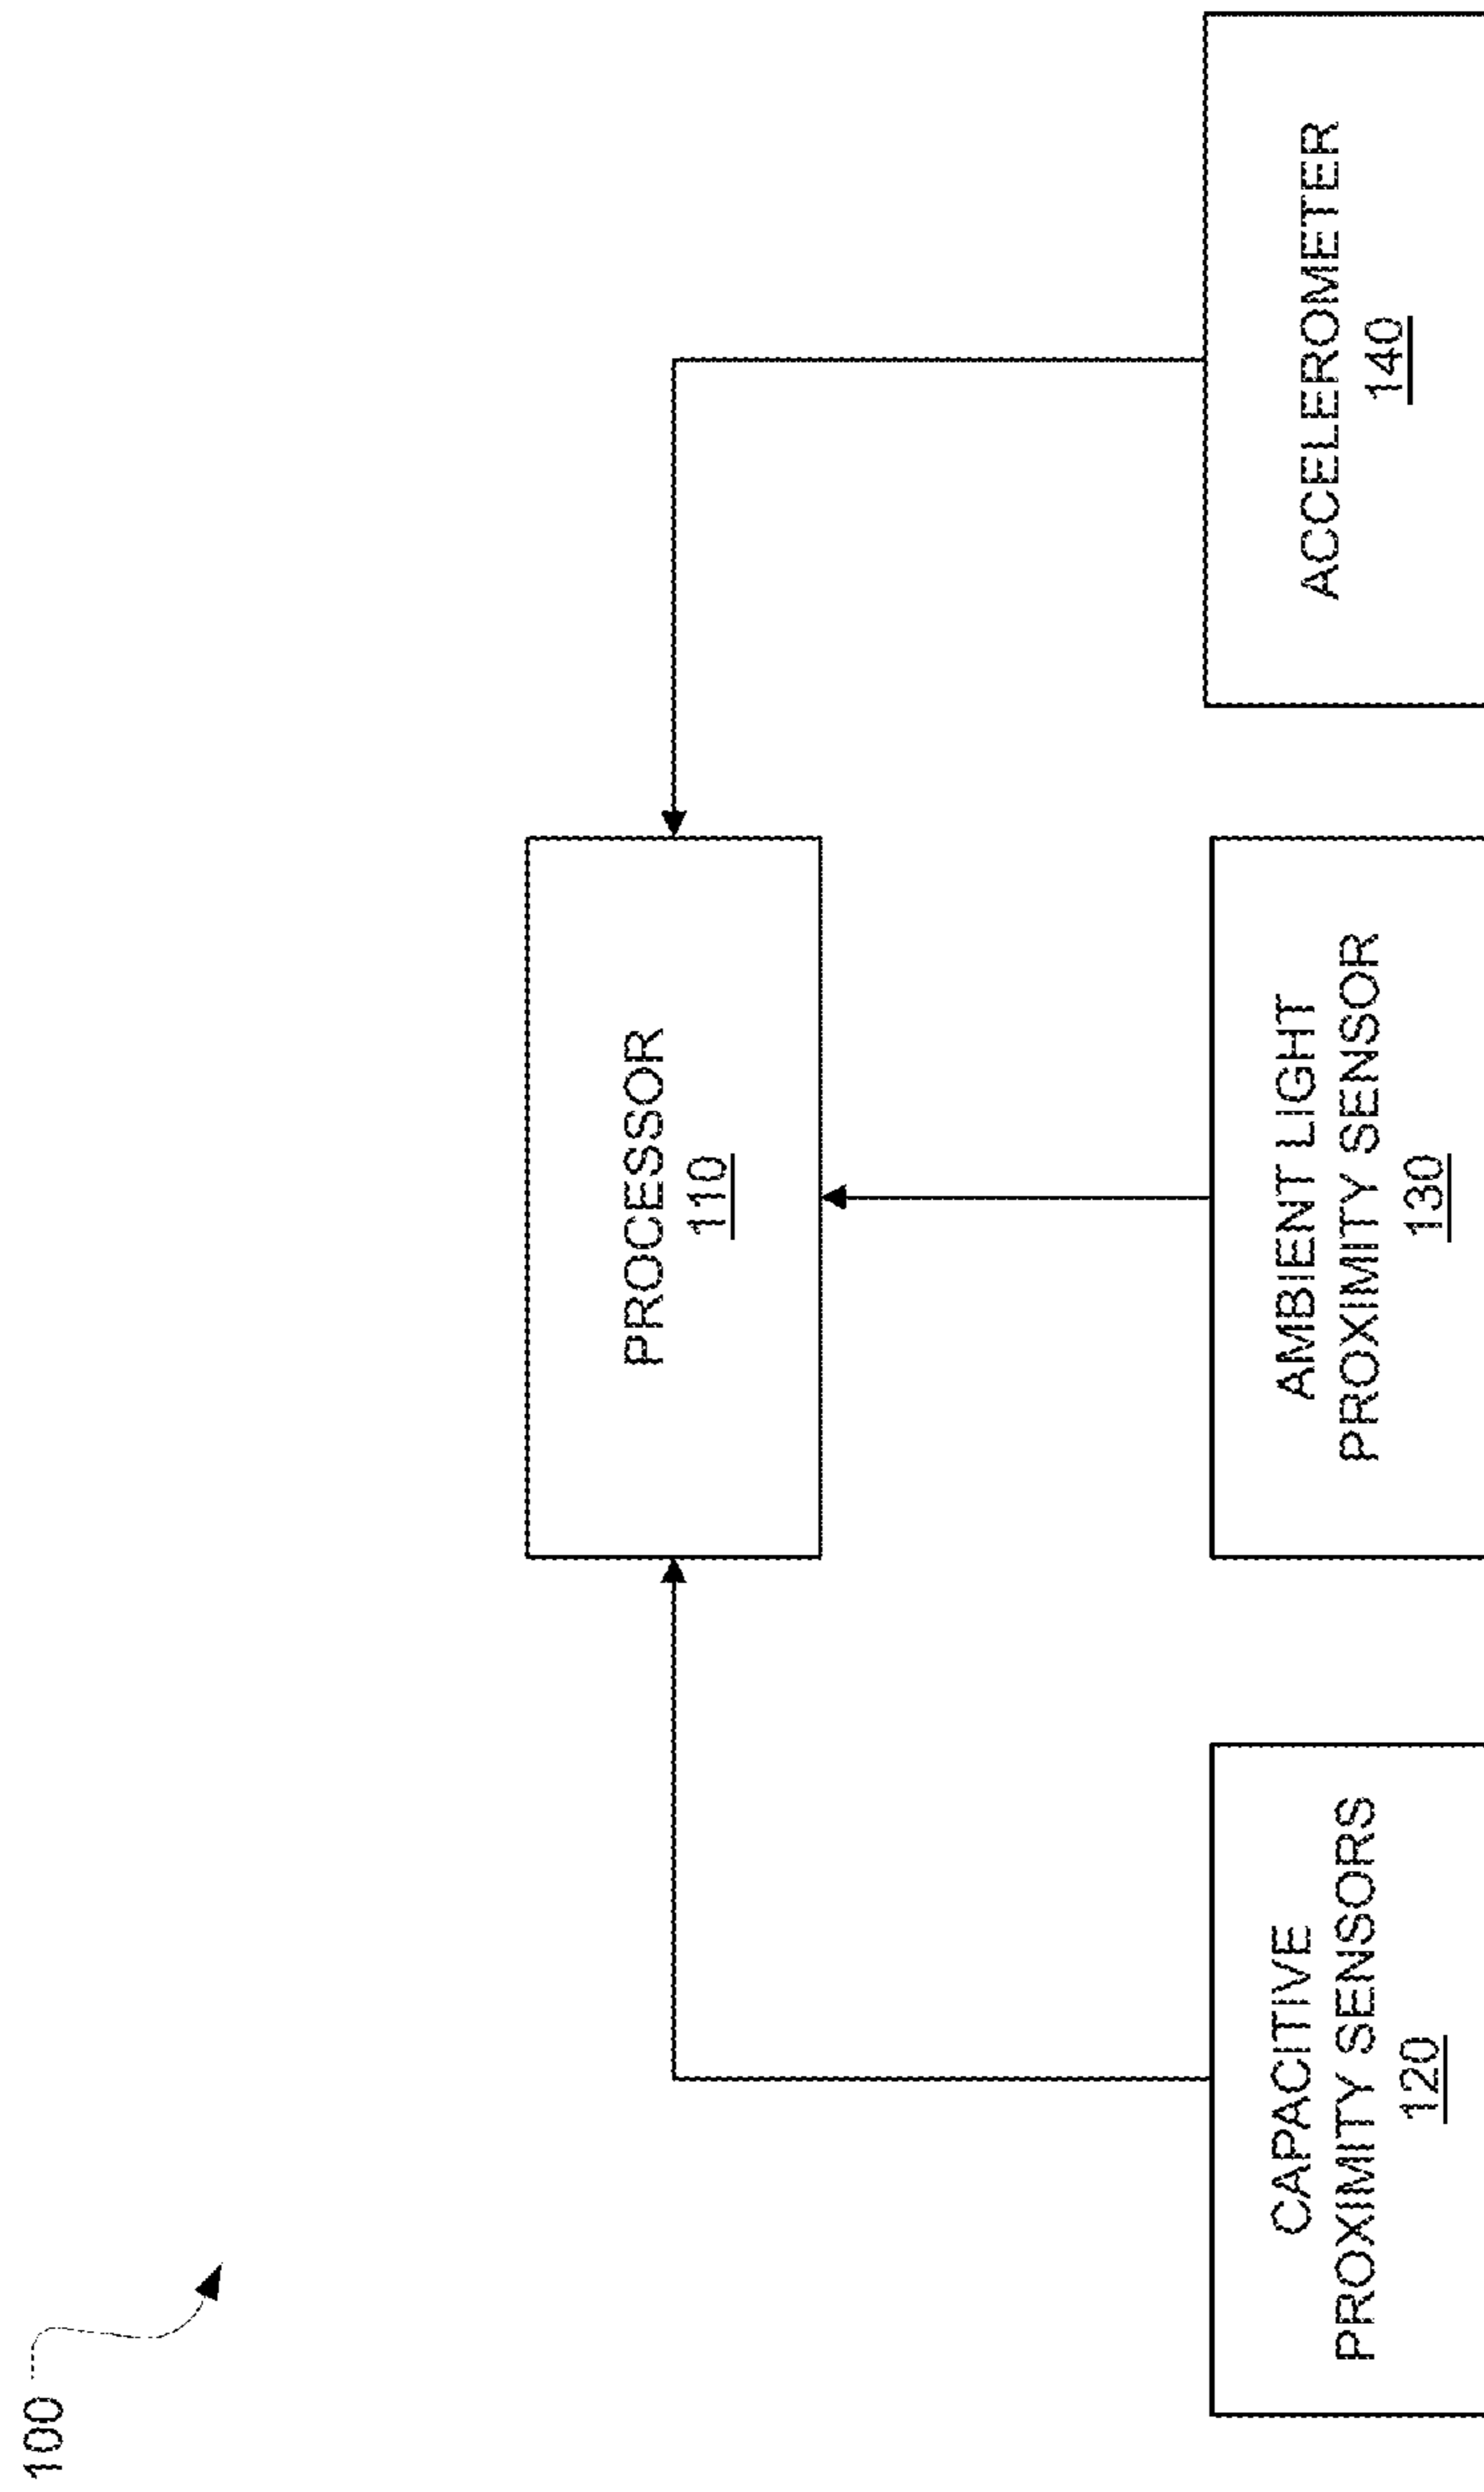 100
PROCESSOR
110
CAPACITIVE
PROXIMITY SENSORS
120
AMBIENT LIGHT
PROXIMITY SENSOR
130
ACCELEROMETER
140